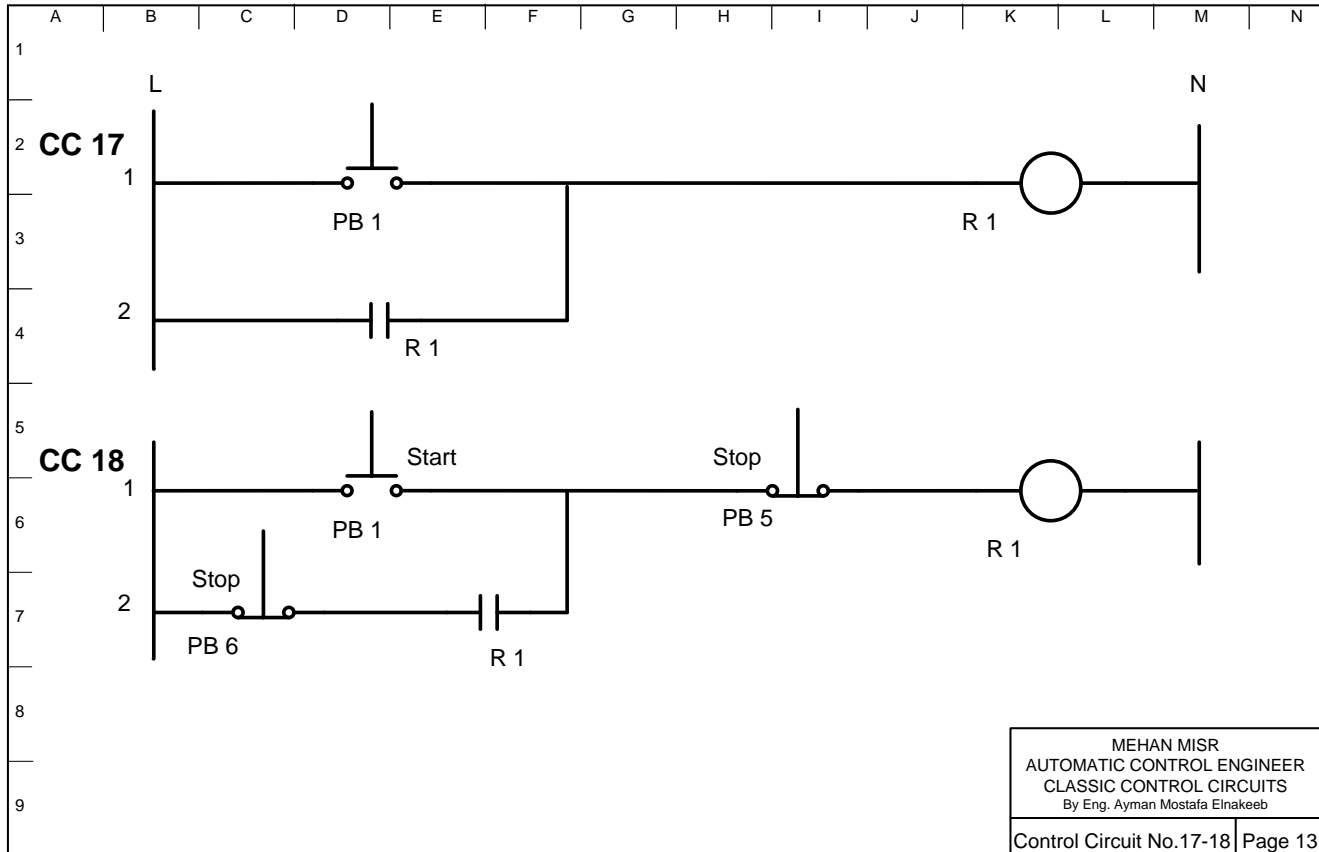 A B C D E F G H I J K L M N
1
L N
2 CC 17
1
PB 1 R 1
3
2
4
R 1
5
CC 18 Start Stop
1
PB 5
6 PB 1
R 1
Stop
2
7
PB 6
R 1
8
MEHAN MISR
AUTOMATIC CONTROL ENGINEER
CLASSIC CONTROL CIRCUITS
By Eng. Ayman Mostafa Elnakeeb
9
Control Circuit No.17-18 Page 13